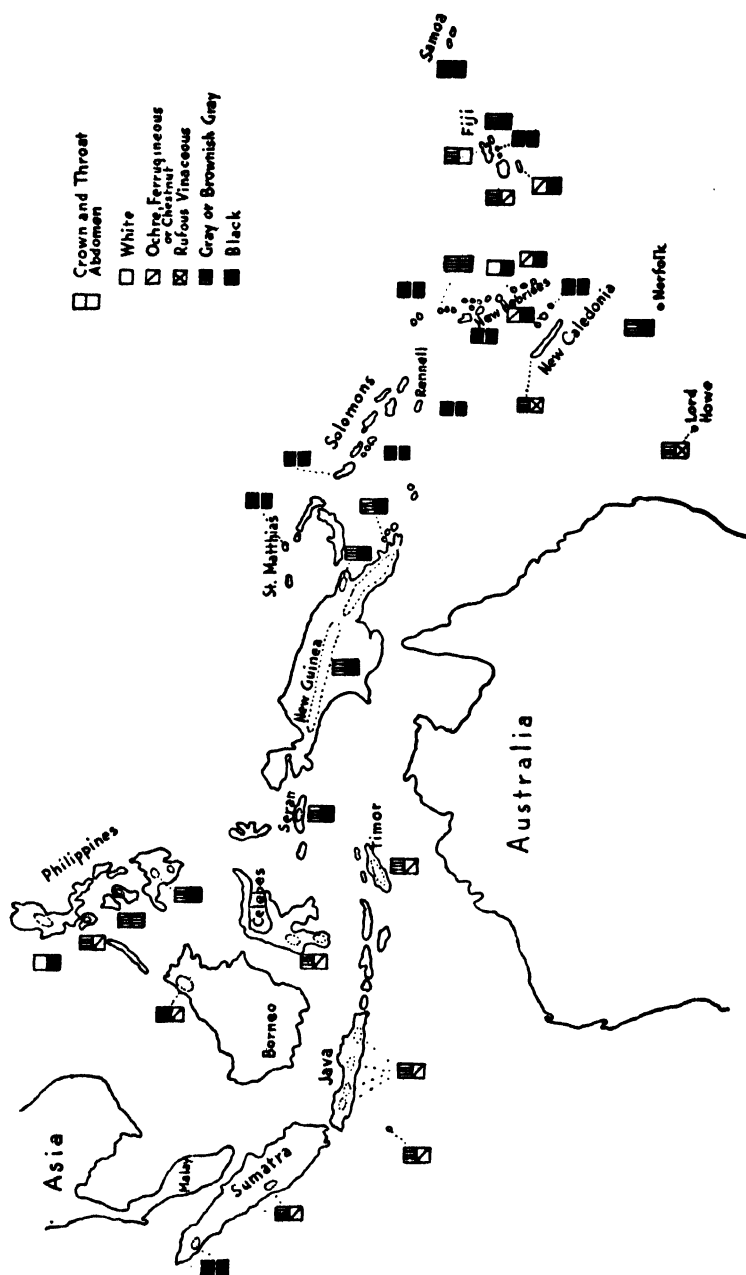 Crown and Throat
Abdomen
White
Ochre, Ferrugineous
or Chestnut
Rufous Vinaceous
Gray or Brownish Gray
Black
Asia
Malay
Sumatra
Java
Borneo
Philippines
Celebes
Seran
Timor
New Guinea
St. Matthias
Solomons
Rennell
New Hebrides
New Caledonia
Fiji
Samoa
Norfolk
Lord
Howe
Australia